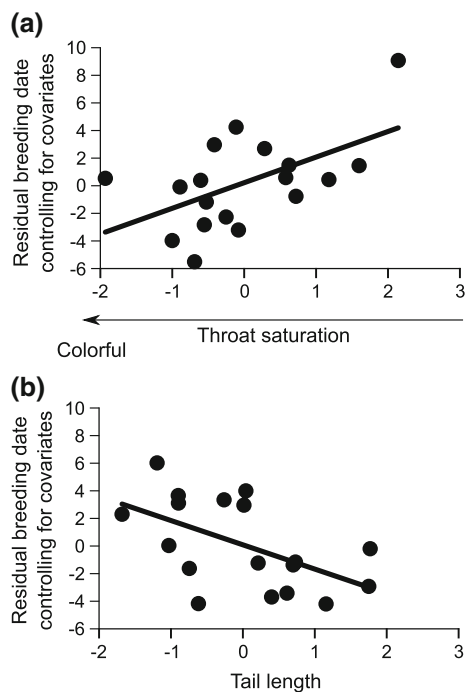 (a)
Residual breeding date
controlling for covariates
10
8
6
4
2
0
-2
-4
-6
-2 -1 0 1 2 3
Throat saturation
Colorful
(b)
Residual breeding date
controlling for covariates
10
8
6
4
2
0
-2
-4
-6
-2 -1 0 1 2 3
Tail length